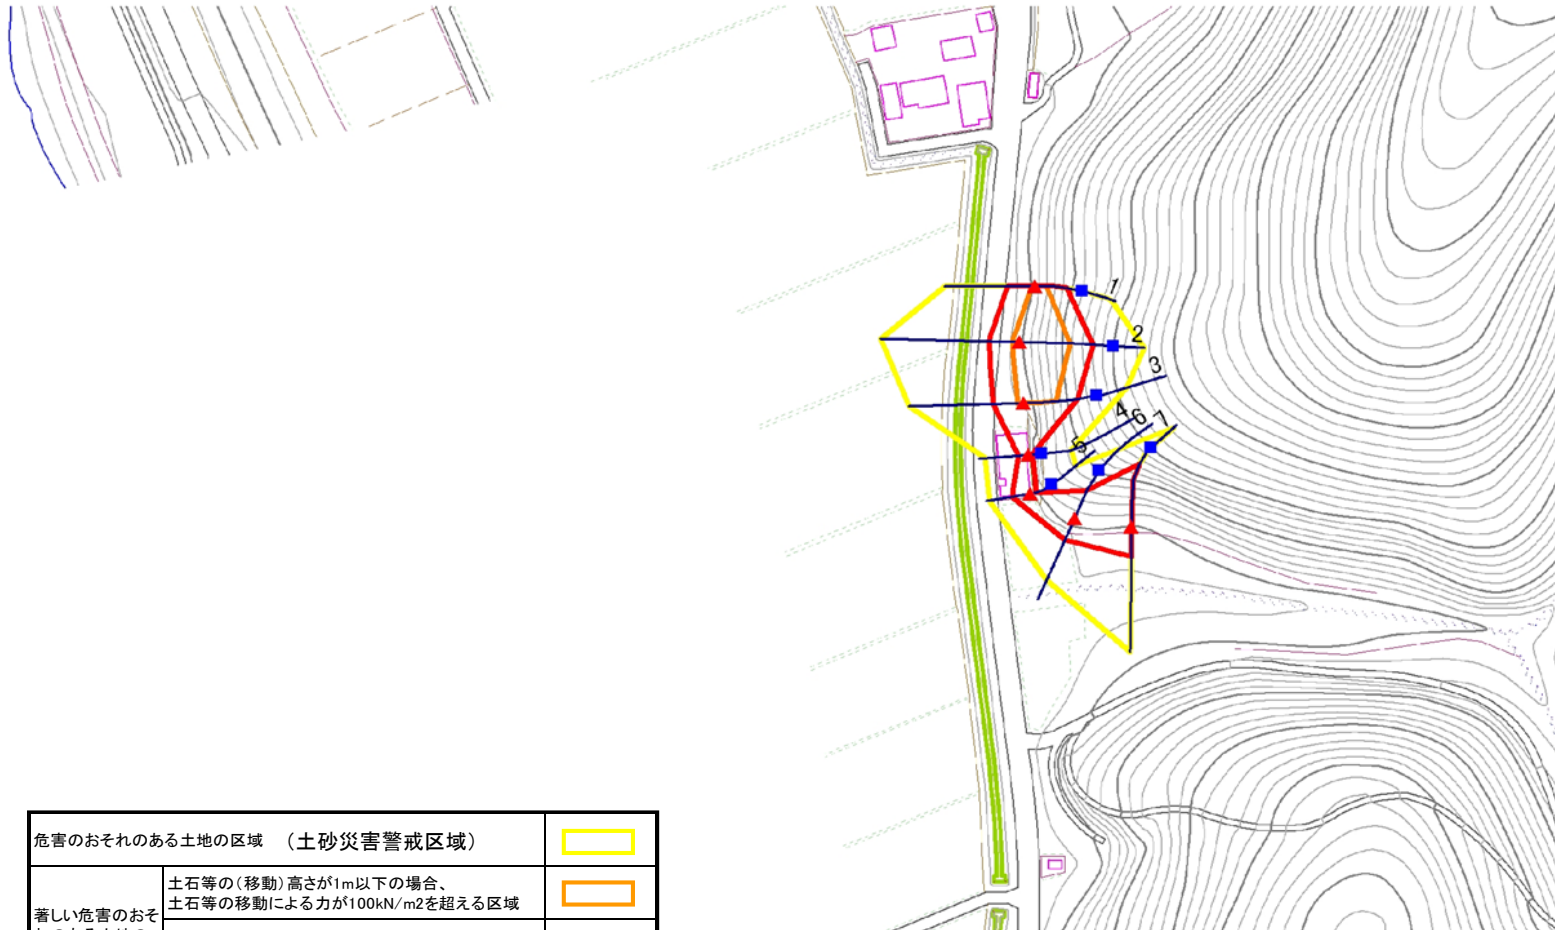 1
2
3
4
6
7
5
危害のおそれのある土地の区域　(土砂災害警戒区域)
土石等の(移動)高さが1m以下の場合、
土石等の移動による力が100kN/m2を超える区域
著しい危害のおそ